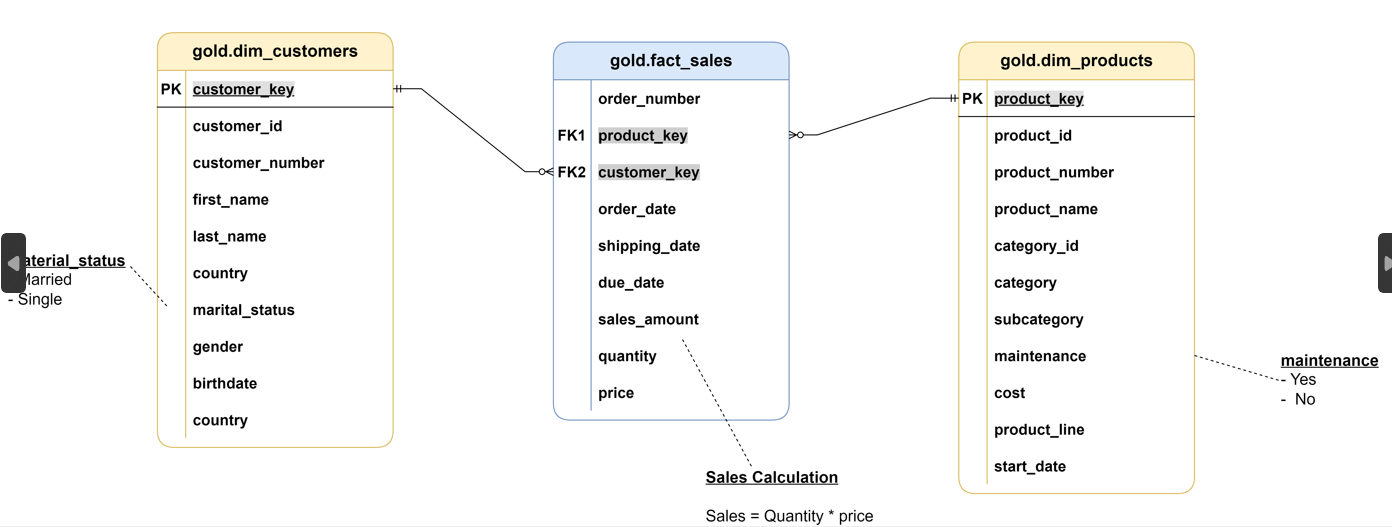 gold.dim_customers
PK customer_key
customer_id
customer_number
first_name
last_name
country
marital_status
gender
birthdate
country
- Single
gold.fact_sales
order_number
FK1 product_key
FK2 customer_key
order_date
shipping_date
due_date
sales_amount
quantity
price
Sales Calculation
Sales = Quantity * price
gold.dim_products
PK product_key
product_id
product_number
product_name
category_id
category
subcategory
maintenance
cost
product_line
start_date
maintenance
- Yes
- No